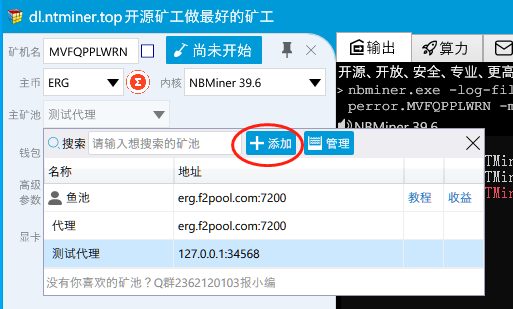 dl.ntminer.top 开源矿工做最好的矿工
矿机名 MVFQPPLWRN 尚未开始
主币 ERG 内核 NBMiner 39.6
主矿池 测试代理
搜索 请输入想搜索的矿池 添加 管理
名称 地址
鱼池 erg.f2pool.com:7200 教程 收益
代理 erg.f2pool.com:7200
测试代理 127.0.0.1:34568
没有你喜欢的矿池？Q群2362120103报小编
钱包
高级
参数
显卡
输出 算力
开源、开放、安全、专业、更高
> nbminer.exe -log-fil
perror.MVFQPPLWRN -m
NBMiner 39.6
TMin
TMin
TMin